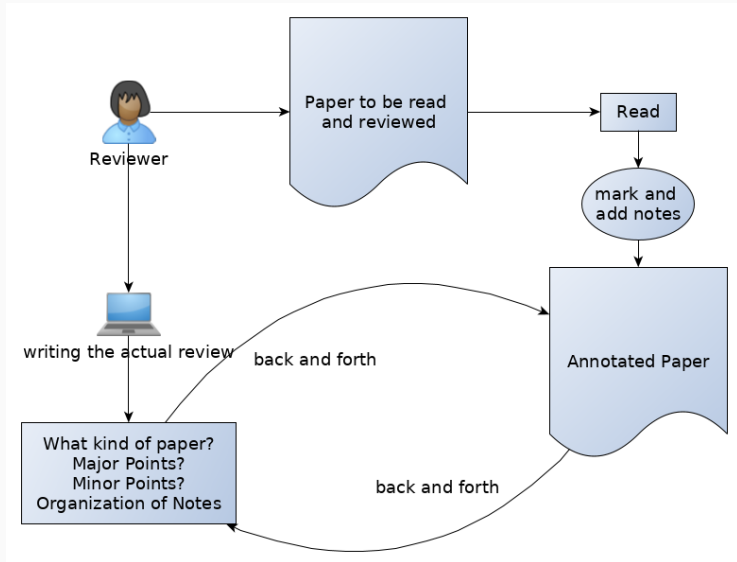 Paper to be read
and reviewed
Read
Reviewer
mark and
add notes
writing the actual review
back and forth
Annotated Paper
What kind of paper?
Major Points?
Minor Points?
Organization of Notes
back and forth